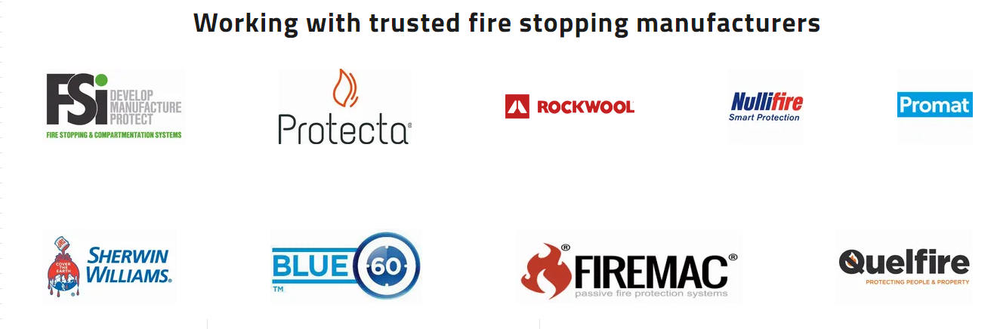 Working with trusted fire stopping manufacturers
FSi
DEVELOP
MANUFACTURE
PROTECT
FIRE STOPPING & COMPARTMENTATION SYSTEMS
Protecta®
ROCKWOOL
Nullifire
Smart Protection
Promat
SHERWIN
WILLIAMS®
COVER
THE
EARTH
BLUE 60
TM
FIREMAC®
passive fire protection systems
Quelfire
PROTECTING PEOPLE & PROPERTY